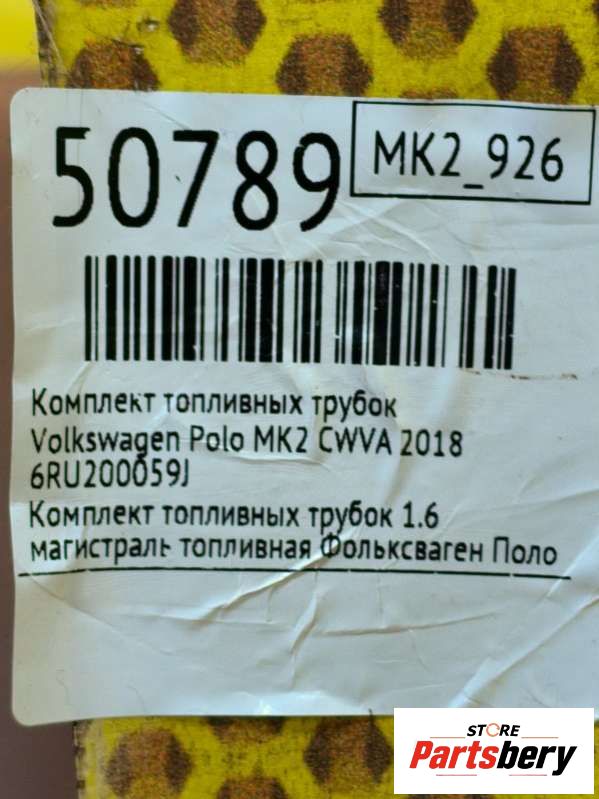 50789
MK2_926
Комплект топливных трубок
Volkswagen Polo MK2 CWVA 2018
6RU200059J
Комплект топливных трубок 1.6
магистраль топливная Фольксваген Поло
STORE
Partsbery